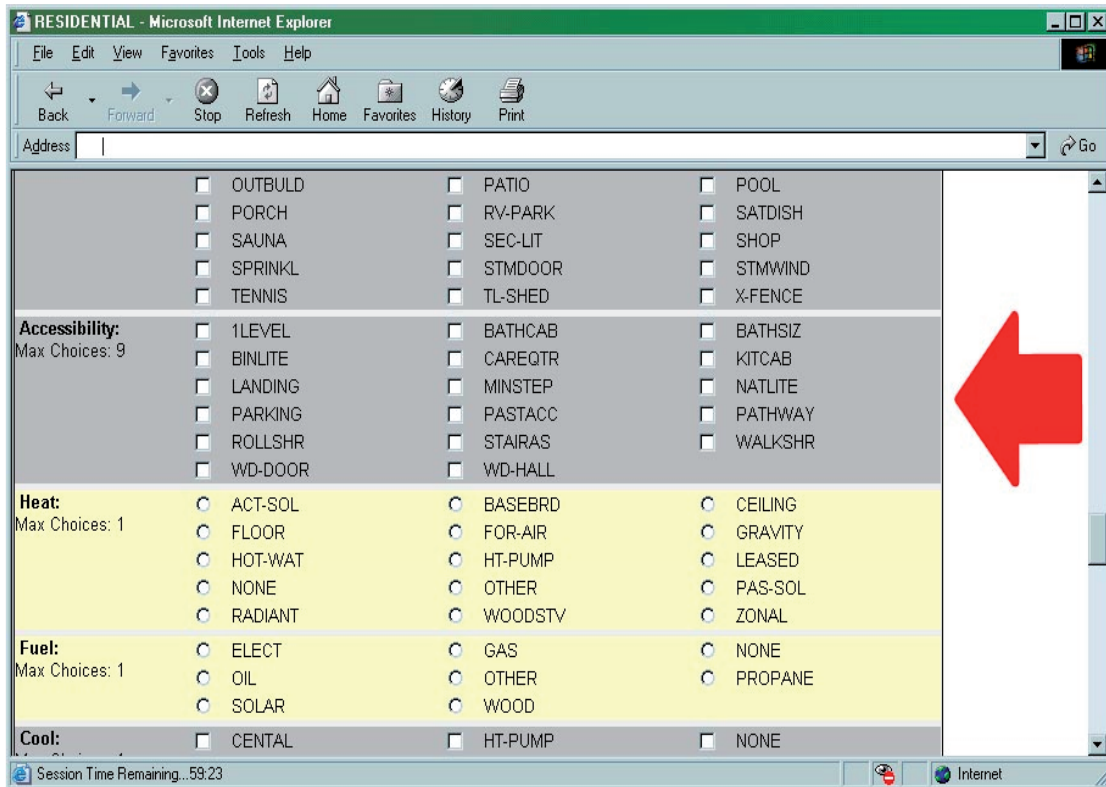 RESIDENTIAL - Microsoft Internet Explorer
File Edit View Favorites Tools Help
Back Forward Stop Refresh Home Favorites History Print
Address Go
OUTBULD PATIO POOL
PORCH RV-PARK SATDISH
SAUNA SEC-LIT SHOP
SPRINKL STMDOOR STMWIND
TENNIS TL-SHED X-FENCE
Accessibility: 1LEVEL BATHCAB BATHSIZ
Max Choices: 9 BINLITE CAREQTR KITCAB
LANDING MINSTEP NATLITE
PARKING PASTACC PATHWAY
ROLLSHR STAIRAS WALKSHR
WD-DOOR WD-HALL
Heat: ACT-SOL BASEBRD CEILING
Max Choices: 1 FLOOR FOR-AIR GRAVITY
HOT-WAT HT-PUMP LEASED
NONE OTHER PAS-SOL
RADIANT WOODSTV ZONAL
Fuel: ELECT GAS NONE
Max Choices: 1 OIL OTHER PROPANE
SOLAR WOOD
Cool: CENTAL HT-PUMP NONE
Session Time Remaining...59:23 Internet